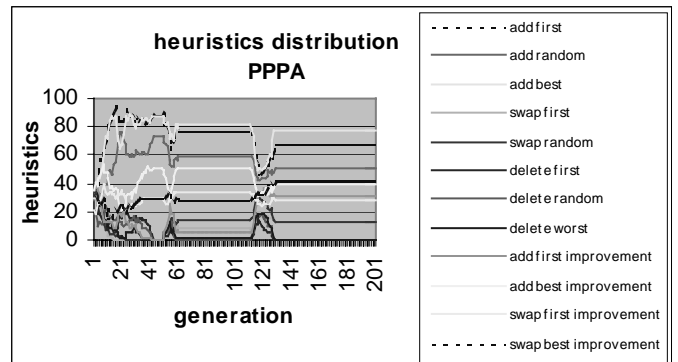 heuristics distribution
PPPA
heuristics
100
80
60
40
20
0
1 21 41 61 81 101 121 141 161 181 201
generation
add first
add random
add best
swap first
swap random
delete first
delete random
delete worst
add first improvement
add best improvement
swap first improvement
swap best improvement